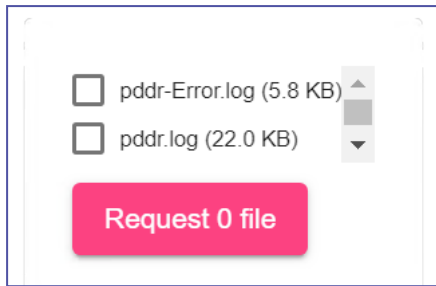 pddr-Error.log (5.8 KB)
pddr.log (22.0 KB)
Request 0 file